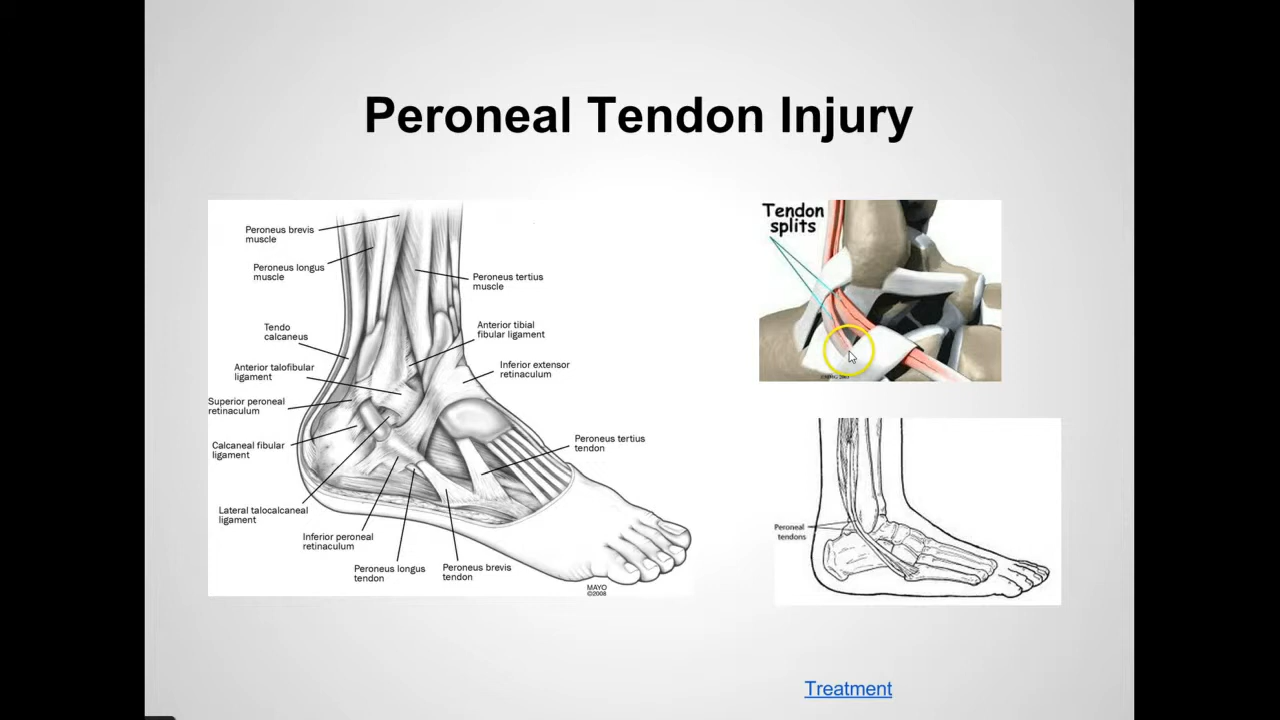 Peroneal Tendon Injury
Peroneus brevis
muscle
Peroneus longus
muscle
Tendo
calcaneus
Anterior talofibular
ligament
Superior peroneal
retinaculum
Calcaneal fibular
ligament
Lateral talocalcaneal
ligament
Inferior peroneal
retinaculum
Peroneus longus
tendon
Peroneus brevis
tendon
Peroneus tertius
muscle
Anterior tibial
fibular ligament
Inferior extensor
retinaculum
Peroneus tertius
tendon
MAYO
©2008
Tendon
splits
Peroneal
tendons
Treatment